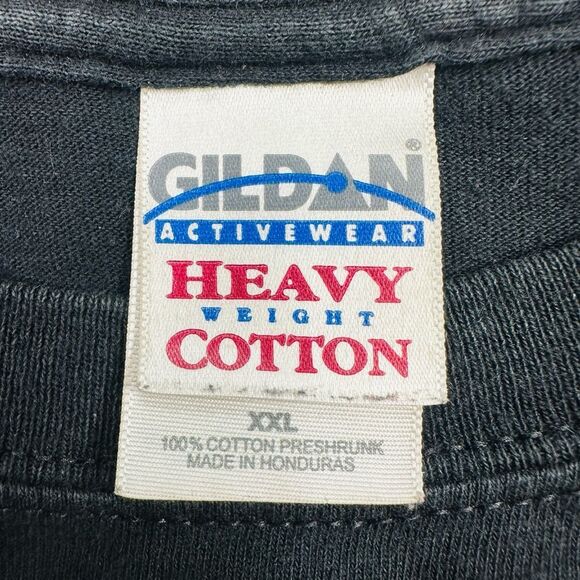 GILDAN®
ACTIVEWEAR
HEAVY
WEIGHT
COTTON
XXL
100% COTTON PRESHRUNK
MADE IN HONDURAS